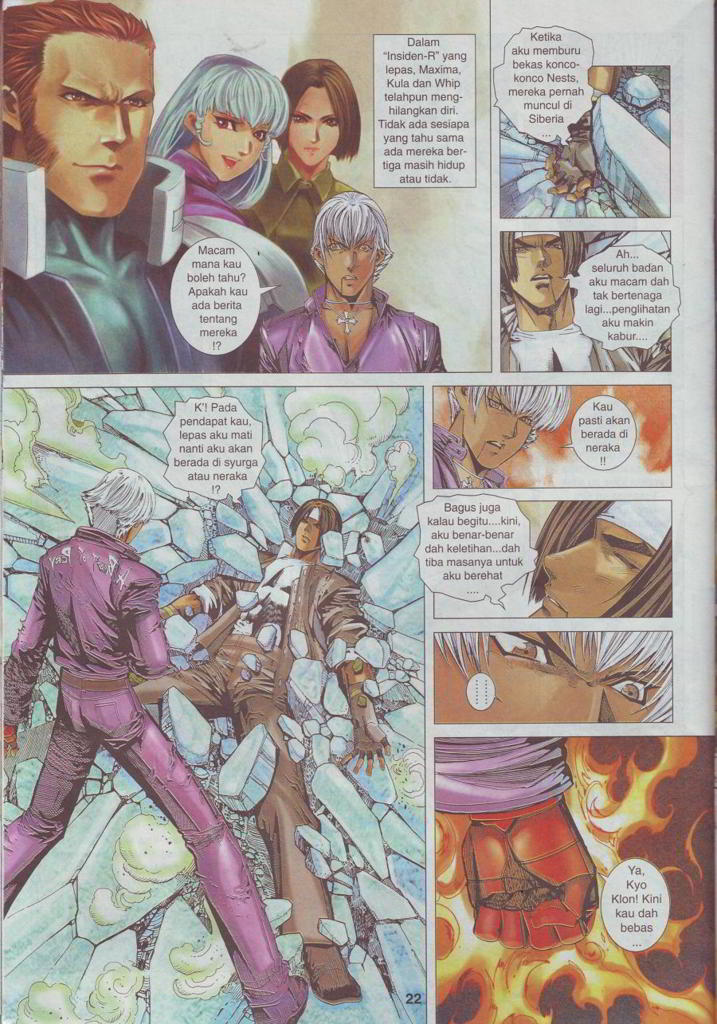 Dalam
"Insiden-R" yang
lepas, Maxima,
Kula dan Whip
telahpun meng-
hilangkan diri.
Tidak ada sesiapa
yang tahu sama
ada mereka ber-
tiga masih hidup
atau tidak.
Macam
mana kau
boleh tahu?
Apakah kau
ada berita
tentang
mereka
!?
Ketika
aku memburu
bekas konco-
konco Nests,
mereka pernah
muncul di
Siberia
...
Ah...
seluruh badan
aku macam dah
tak bertenaga
lagi...penglihatan
aku makin
kabur....
K'! Pada
pendapat kau,
lepas aku mati
nanti aku akan
berada di syurga
atau neraka
!?
Kau
pasti akan
berada di
neraka
!!
Bagus juga
kalau begitu....kini,
aku benar-benar
dah keletihan...dah
tiba masanya untuk
aku berehat
....
Ya,
Kyo
Klon! Kini
kau dah
bebas
...
22